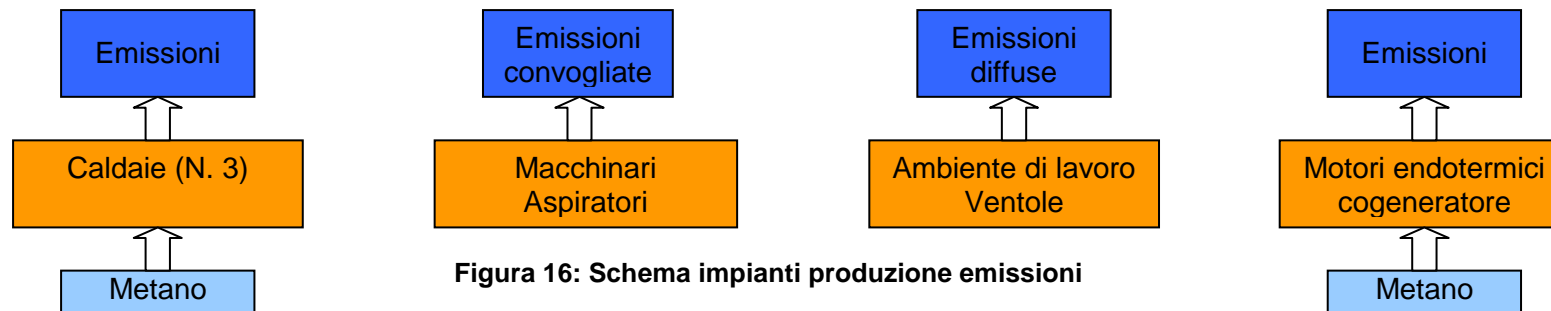 Emissioni
Caldaie (N. 3)
Metano
Emissioni
convogliate
Macchinari
Aspiratori
Emissioni
diffuse
Ambiente di lavoro
Ventole
Emissioni
Motori endotermici
cogeneratore
Metano
Figura 16: Schema impianti produzione emissioni